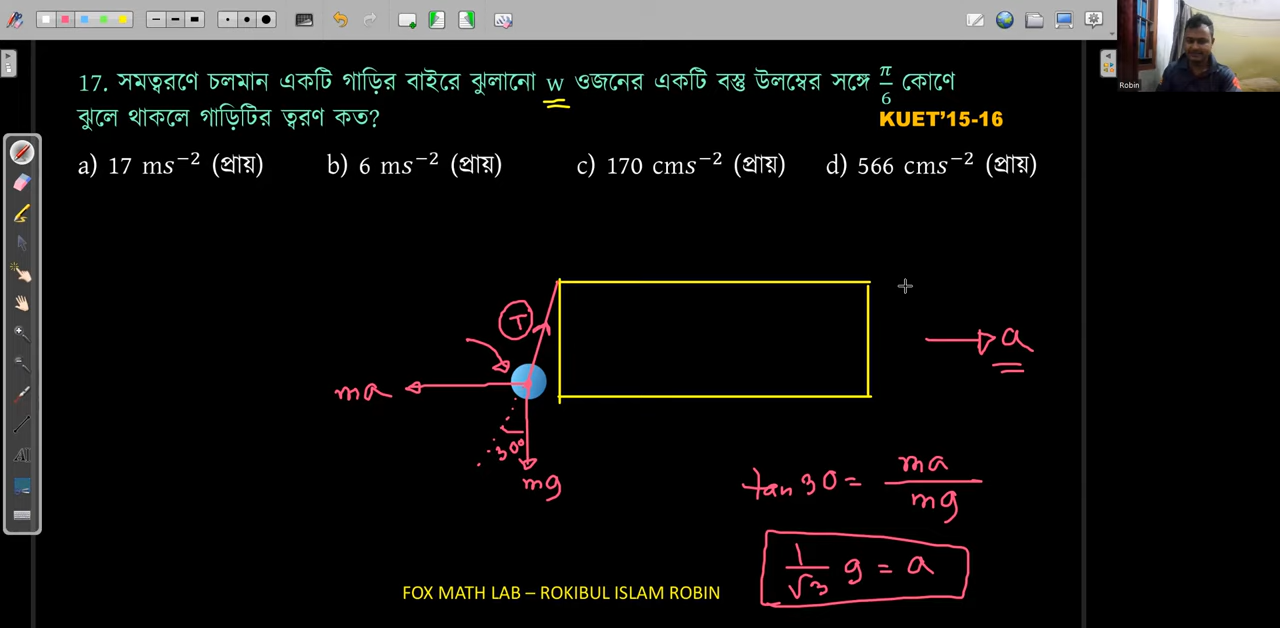 17. সমত্বরণে চলমান একটি গাড়ির বাইরে ঝুলানো w ওজনের একটি বস্তু উলম্বের সঙ্গে π/6 কোণে
ঝুলে থাকলে গাড়িটির ত্বরণ কত?
KUET'15-16
a) 17 ms⁻² (প্রায়) b) 6 ms⁻² (প্রায়) c) 170 cms⁻² (প্রায়) d) 566 cms⁻² (প্রায়)
Robin
T
a
ma
30°
mg
tan 30 = ma/mg
1/√3 g = a
FOX MATH LAB – ROKIBUL ISLAM ROBIN
AI